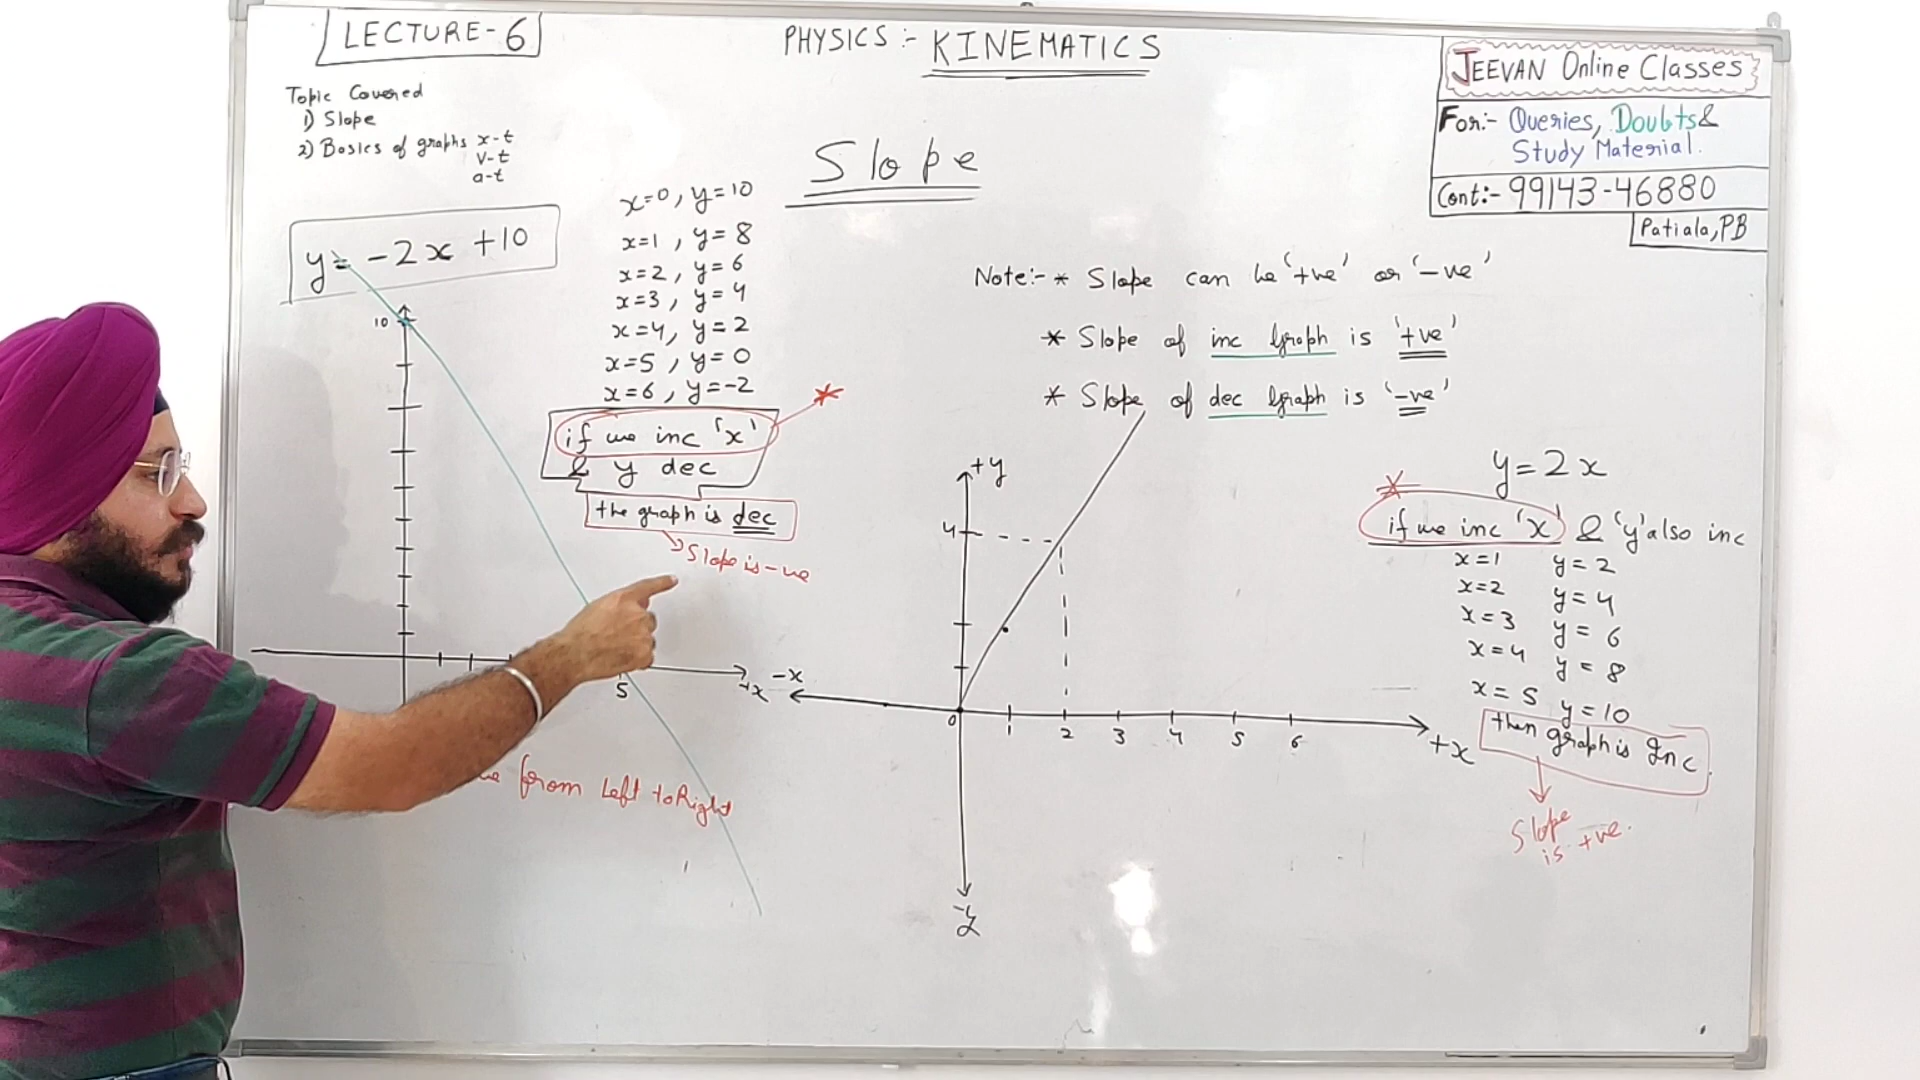 LECTURE-6
PHYSICS:- KINEMATICS
JEEVAN Online Classes
For:- Queries, Doubts &
Study Material.
Cont:- 99143-46880
Patiala, PB
Topic Covered
1) Slope
2) Basics of graphs x-t
v-t
a-t
Slope
y = -2x +10
x=0, y=10
x=1, y=8
x=2, y=6
x=3, y=4
x=4, y=2
x=5, y=0
x=6, y=-2
if we inc 'x'
& y dec
the graph is dec
Slope is -ve
10
5
+x
from Left to Right
Note:- * Slope can be '+ve' or '-ve'
* Slope of inc Graph is '+ve'
* Slope of dec Graph is '-ve'
+y
4
-x
0 1 2 3 4 5 6
+x
-y
y = 2x
if we inc 'x' & 'y' also inc
x=1 y=2
x=2 y=4
x=3 y=6
x=4 y=8
x=5 y=10
then graph is Inc.
Slope
is +ve.